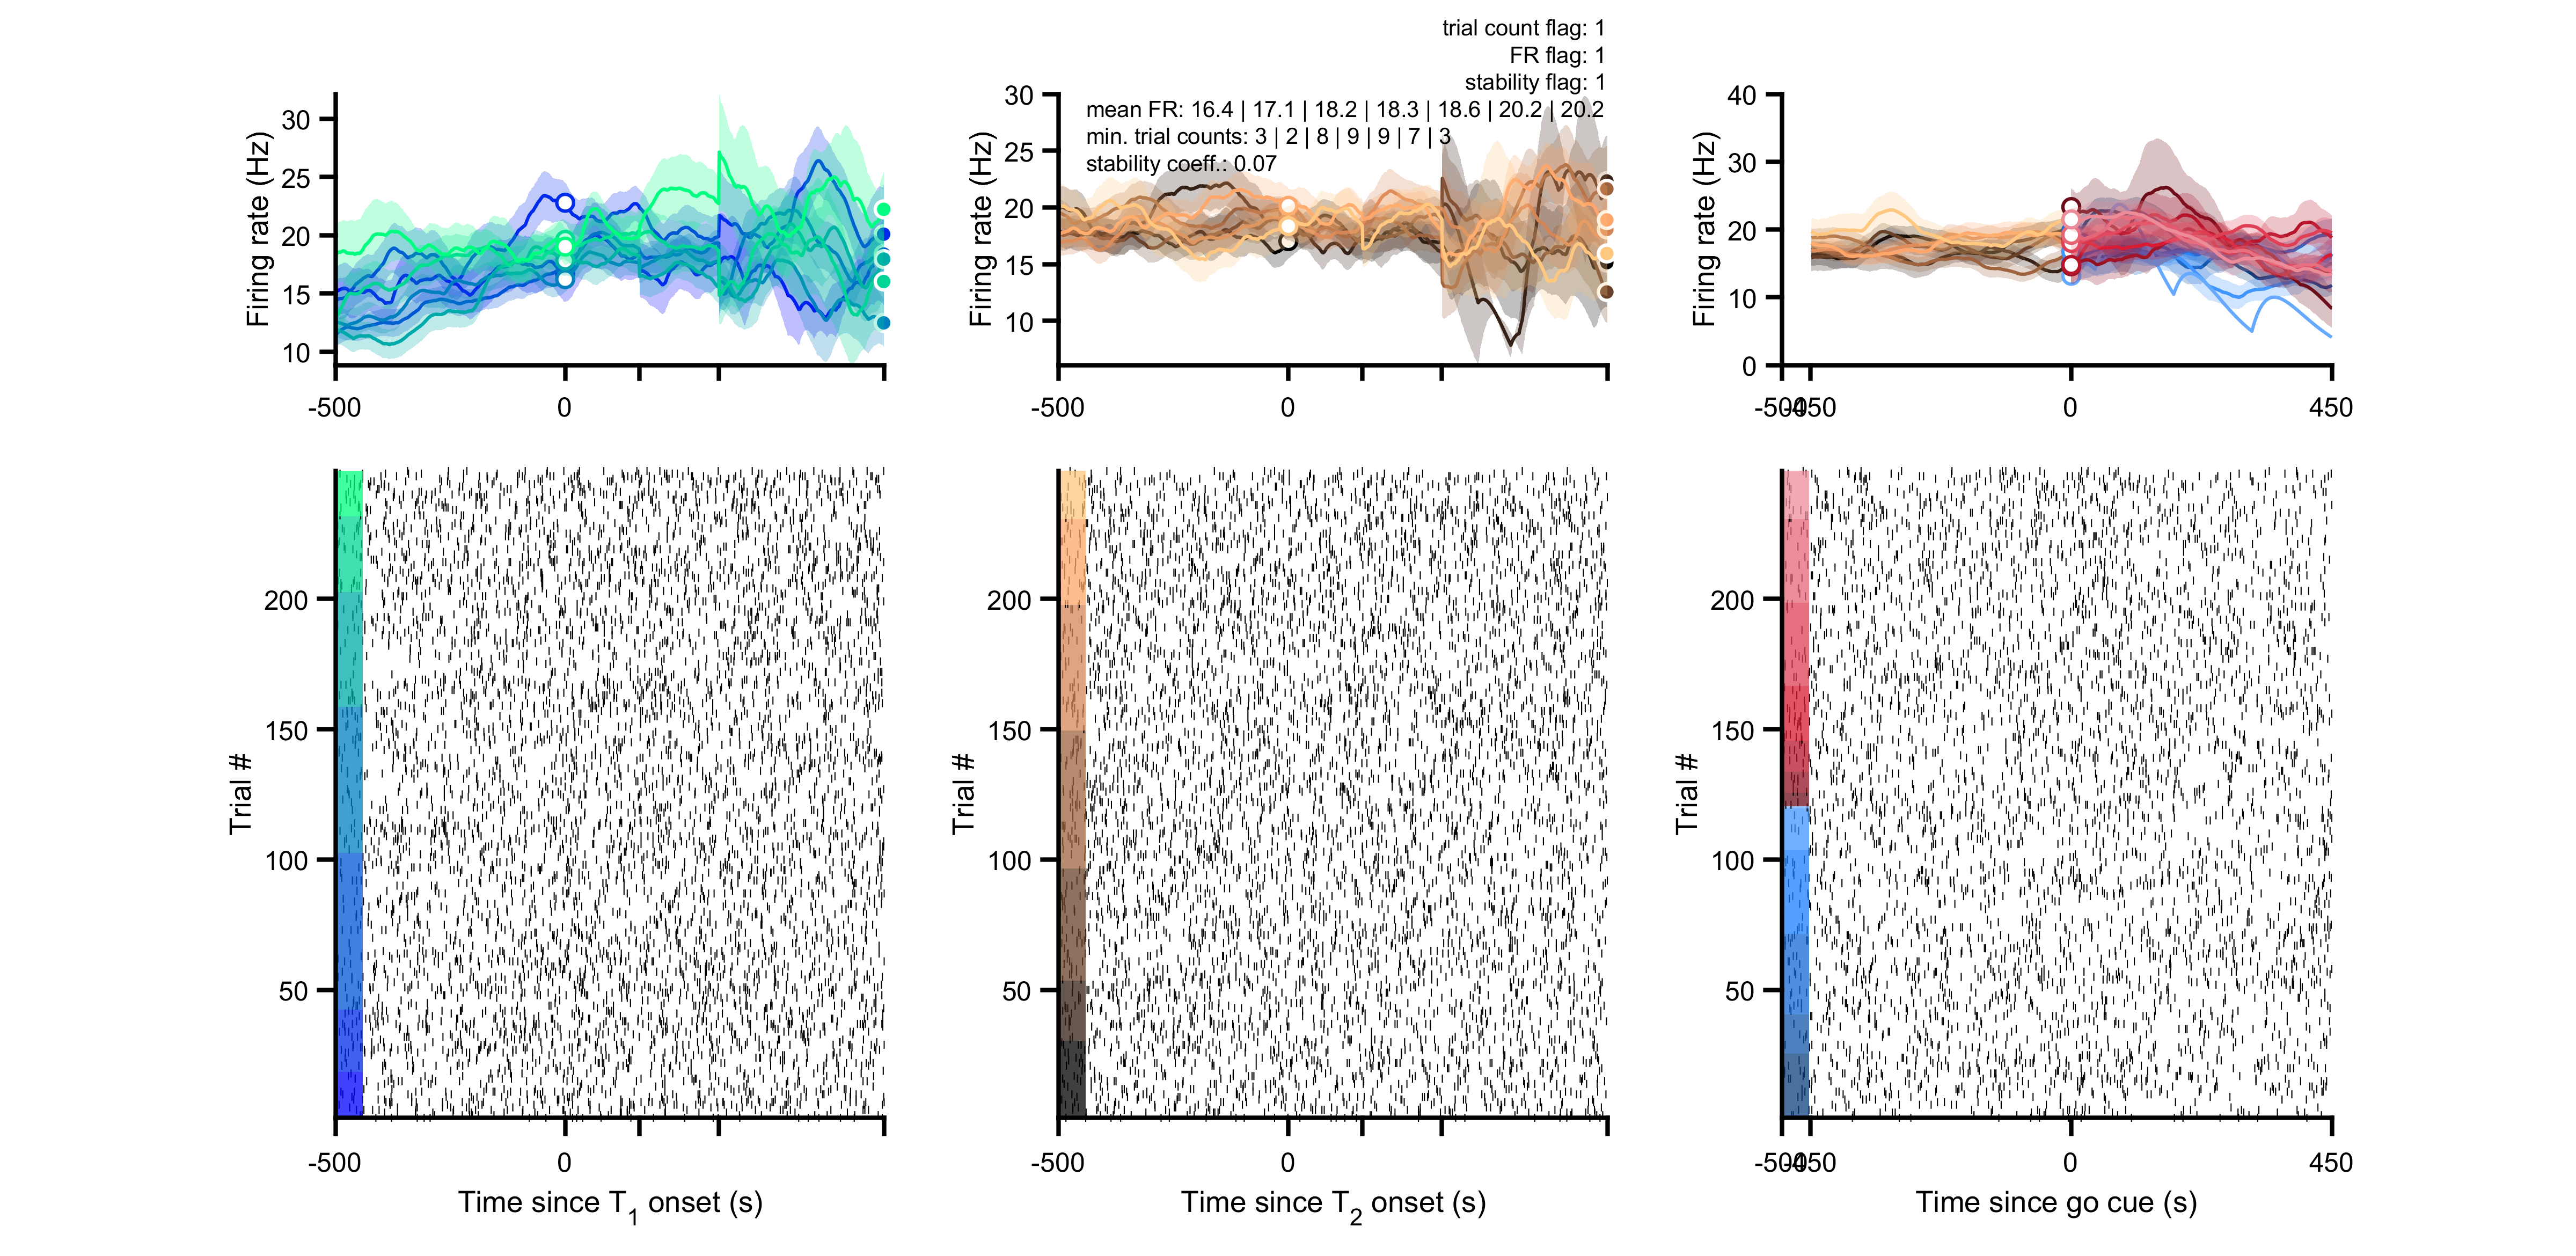 trial count flag: 1
FR flag: 1
stability flag: 1
mean FR: 16.4 | 17.1 | 18.2 | 18.3 | 18.6 | 20.2 | 20.2
min. trial counts: 3 | 2 | 8 | 9 | 9 | 7 | 3
stability coeff.: 0.07
Firing rate (Hz)
30
25
20
15
10
-500
0
Firing rate (Hz)
30
25
20
15
10
-500
0
Firing rate (Hz)
40
30
20
10
0
-500
-450
0
450
Trial #
200
150
100
50
-500
0
Time since T1 onset (s)
Trial #
200
150
100
50
-500
0
Time since T2 onset (s)
Trial #
200
150
100
50
-500
-450
0
450
Time since go cue (s)